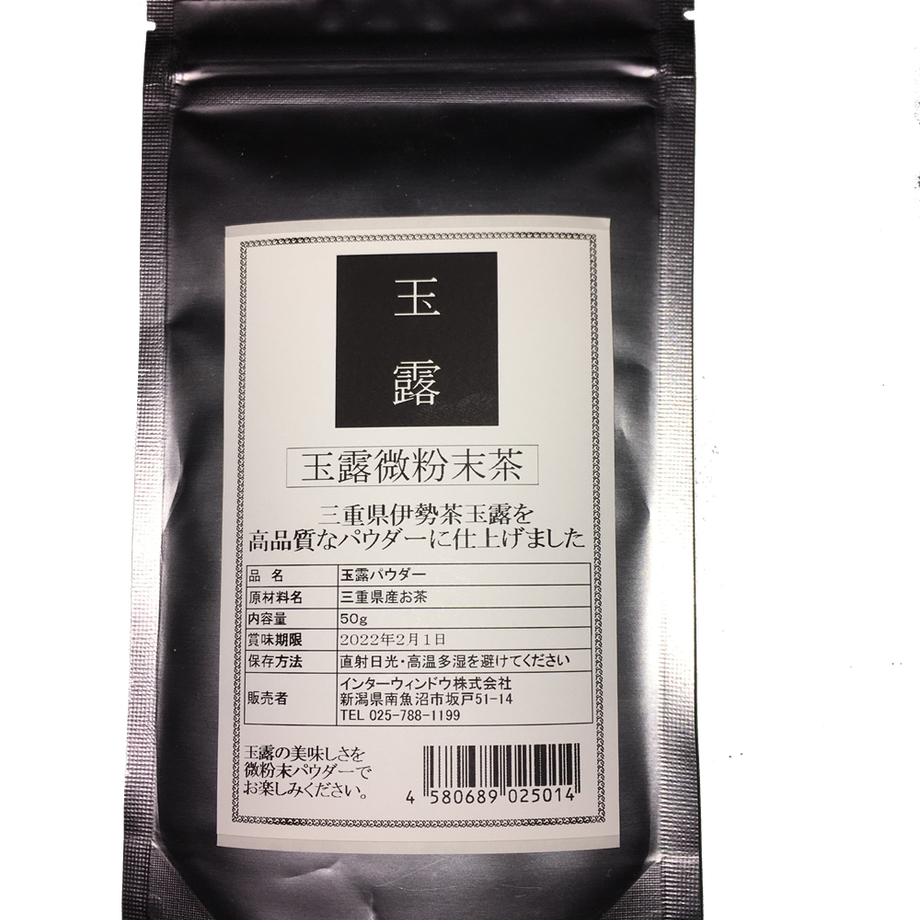 玉
露
玉露微粉末茶
三重県伊勢茶玉露を
高品質なパウダーに仕上げました
品 名 玉露パウダー
原材料名 三重県産お茶
内容量 50g
賞味期限 2022年2月1日
保存方法 直射日光・高温多湿を避けてください
販売者 インターウィンドウ株式会社
新潟県南魚沼市坂戸51-14
TEL 025-788-1199
玉露の美味しさを
微粉末パウダーで
お楽しみください。
4 580689 025014